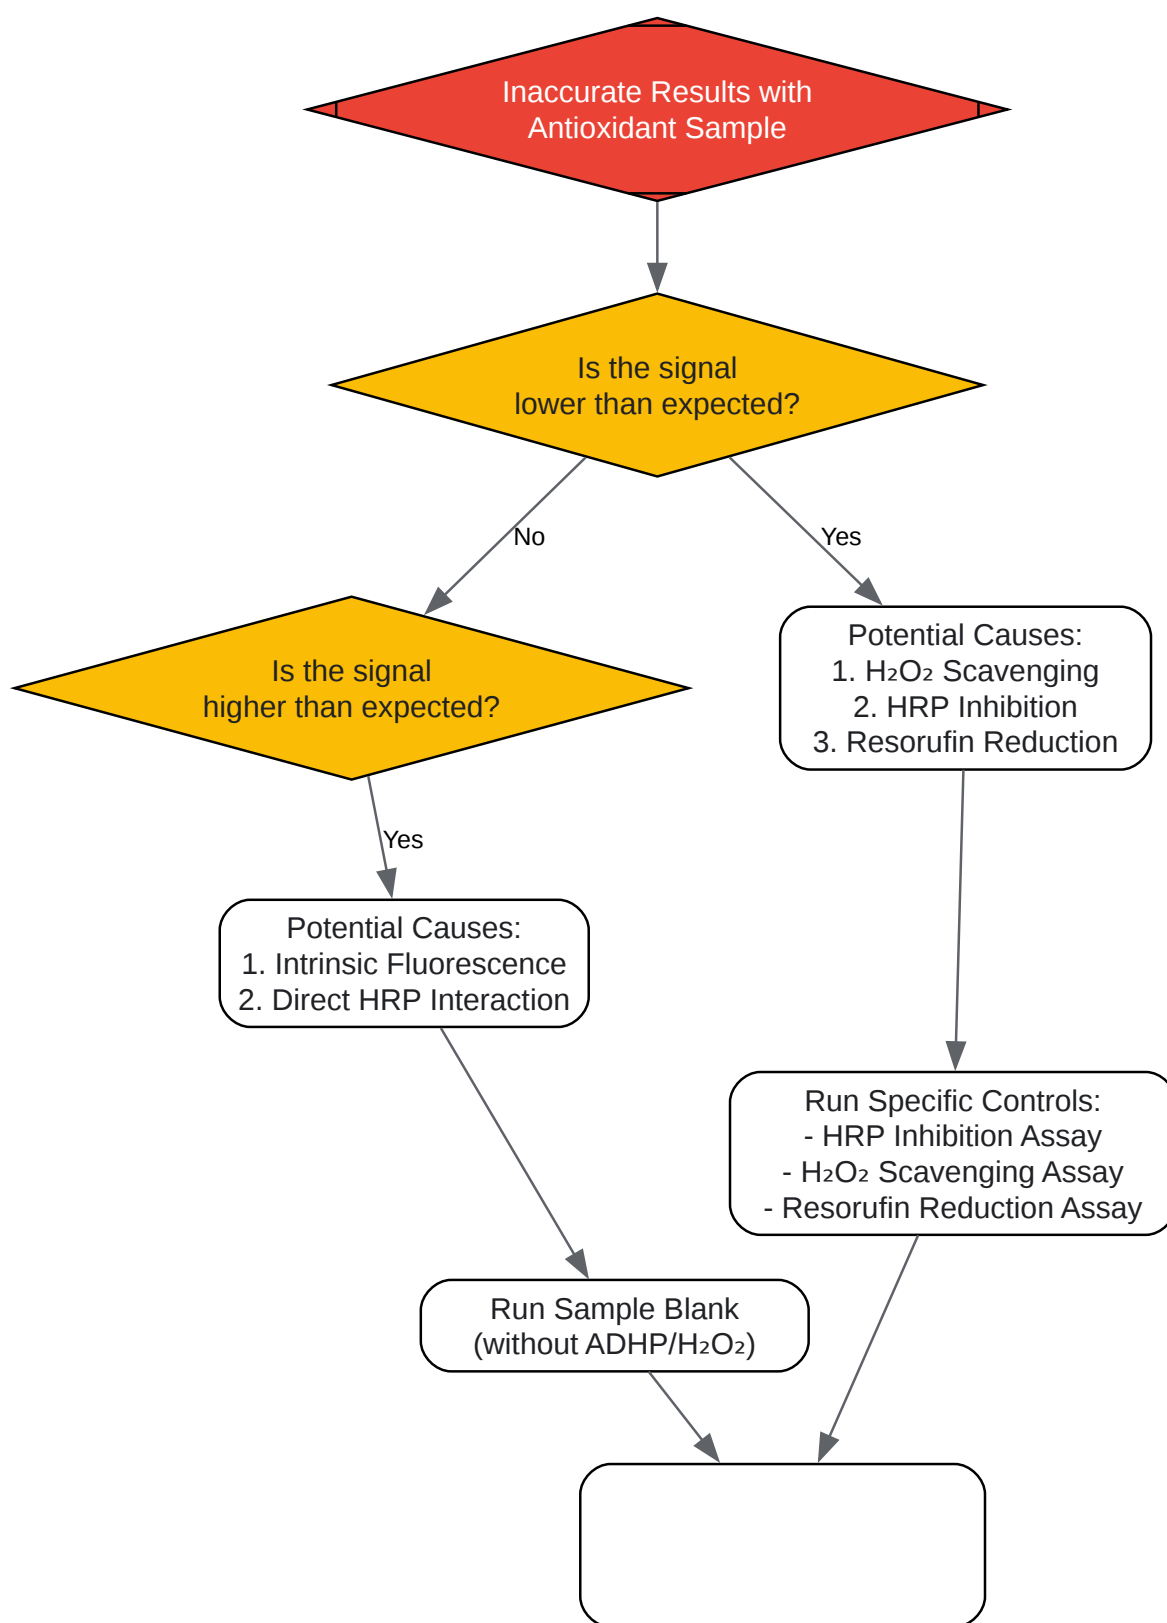 Inaccurate Results with
Antioxidant Sample
Is the signal
lower than expected?
No
Yes
Is the signal
higher than expected?
Potential Causes:
1. H₂O₂ Scavenging
2. HRP Inhibition
3. Resorufin Reduction
Yes
Potential Causes:
1. Intrinsic Fluorescence
2. Direct HRP Interaction
Run Specific Controls:
- HRP Inhibition Assay
- H₂O₂ Scavenging Assay
- Resorufin Reduction Assay
Run Sample Blank
(without ADHP/H₂O₂)